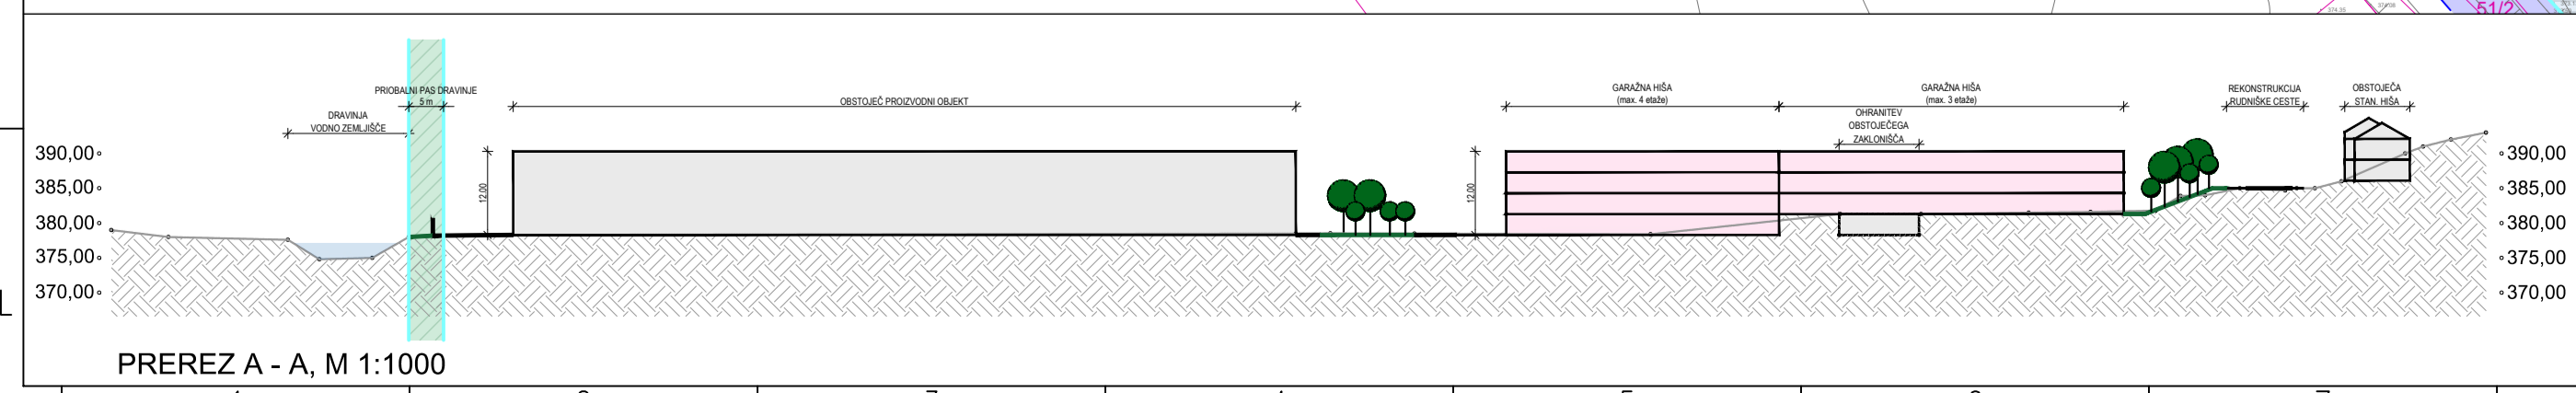 51/2
374.35
PRIOBALNI PAS DRAVINJE
5 m
DRAVINJA
VODNO ZEMLJIŠČE
OBSTOJEČ PROIZVODNI OBJEKT
GARAŽNA HIŠA
(max. 4 etaže)
GARAŽNA HIŠA
(max. 3 etaže)
OHRANITEV
OBSTOJEČEGA
ZAKLONIŠČA
REKONSTRUKCIJA
RUDNIŠKE CESTE
OBSTOJEČA
STAN. HIŠA
390,00
385,00
380,00
375,00
370,00
12.00
12.00
390,00
385,00
380,00
375,00
370,00
PREREZ A - A, M 1:1000